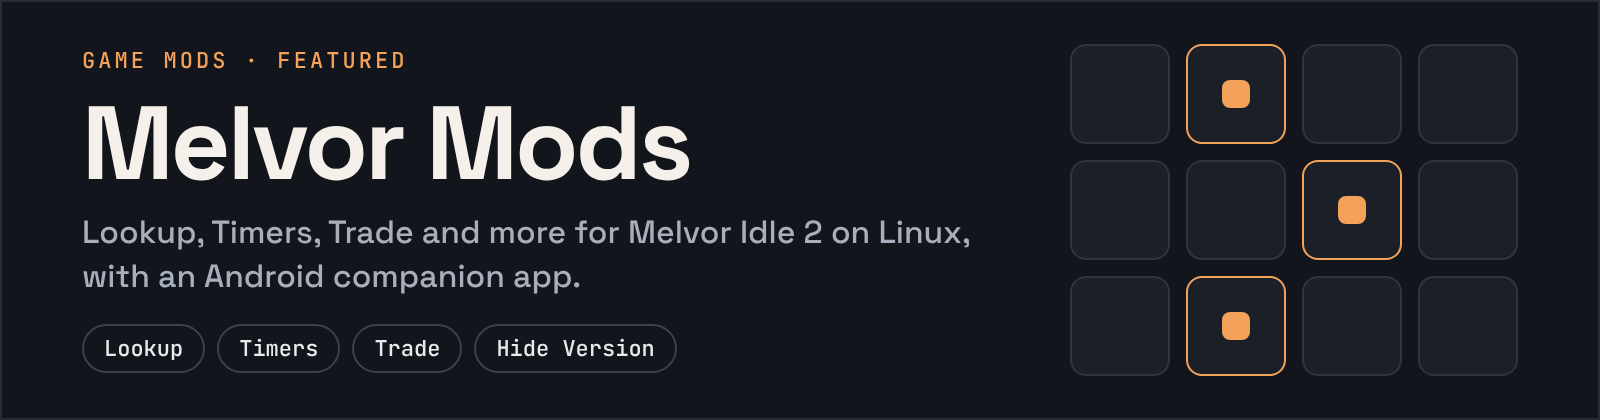 GAME MODS · FEATURED
Melvor Mods
Lookup, Timers, Trade and more for Melvor Idle 2 on Linux,
with an Android companion app.
Lookup Timers Trade Hide Version